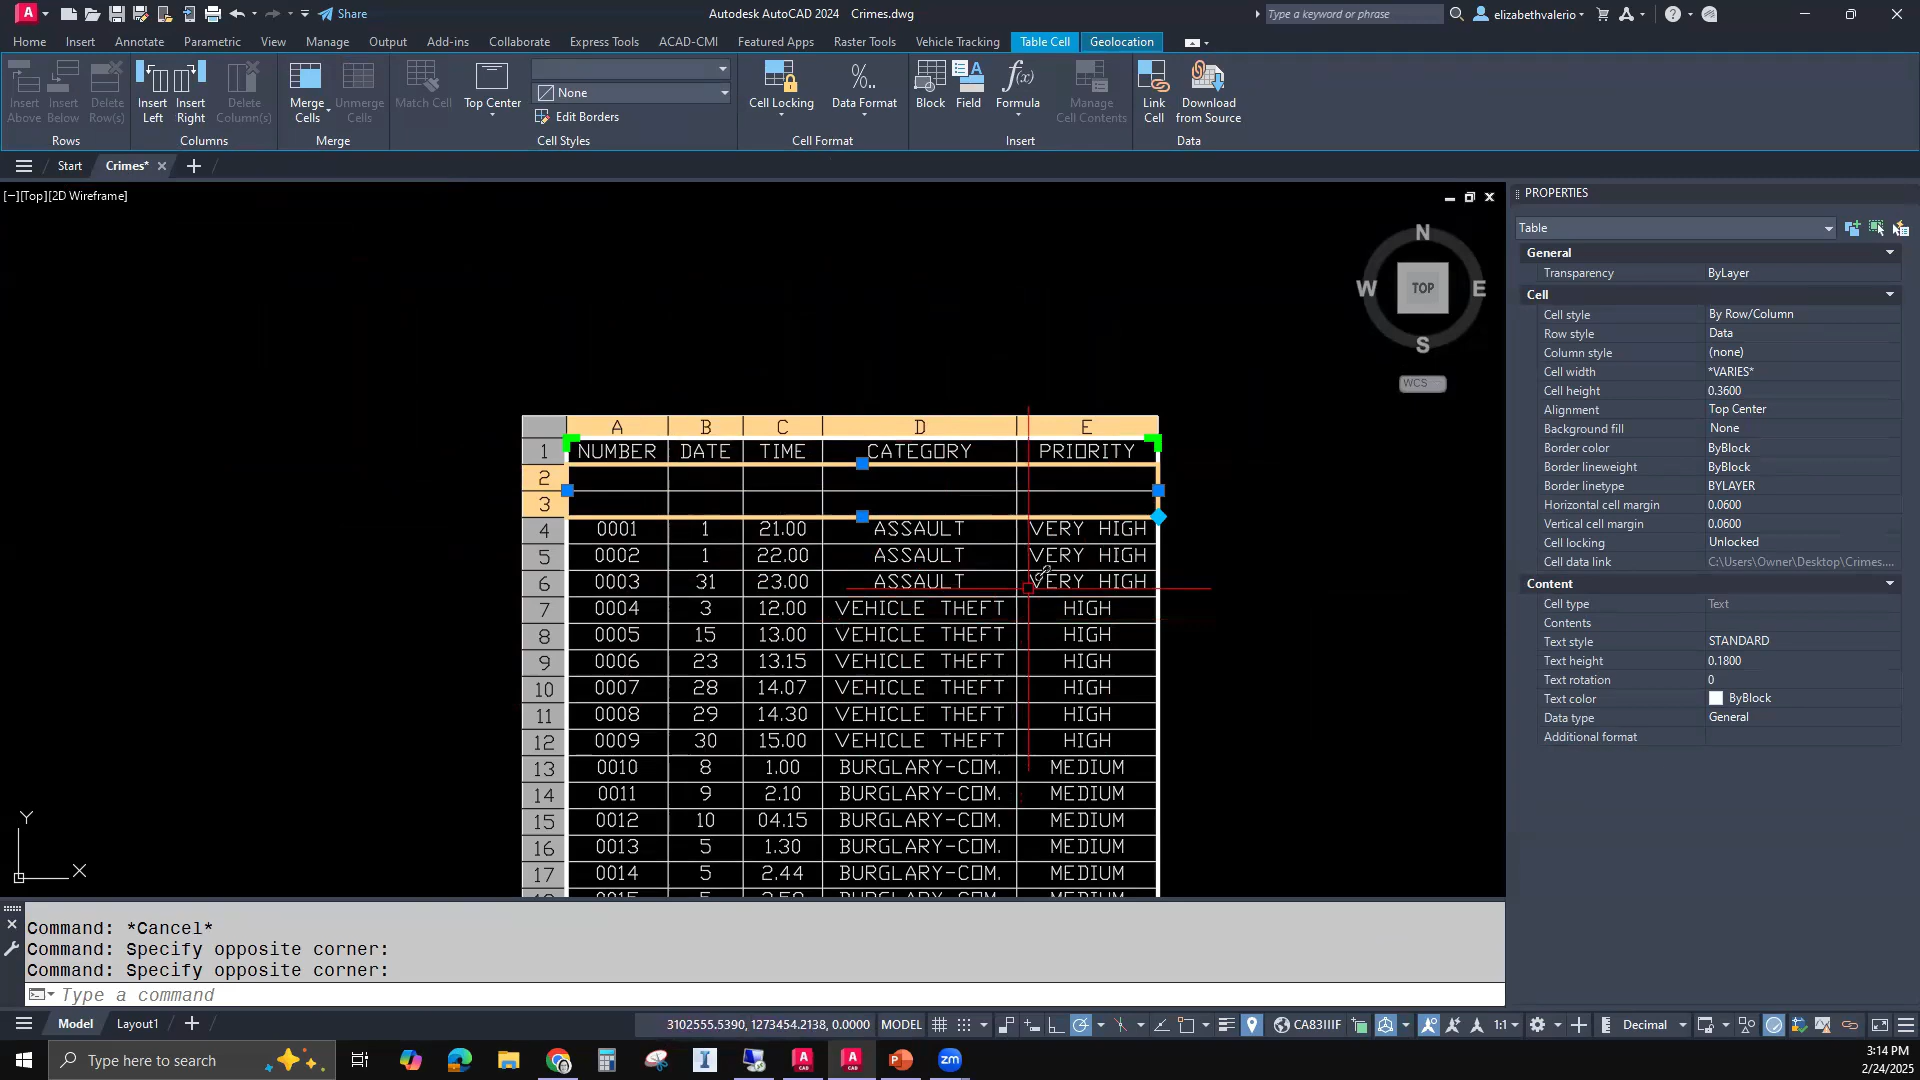 Share
Autodesk AutoCAD 2024 Crimes.dwg
Type a keyword or phrase
elizabethvalerio
Home Insert Annotate Parametric View Manage Output Add-ins Collaborate Express Tools ACAD-CMI Featured Apps Raster Tools Vehicle Tracking Table Cell Geolocation
Insert Above
Insert Below
Delete Row(s)
Insert Left
Insert Right
Delete Column(s)
Merge Cells
Unmerge Cells
Match Cell
Top Center
None
Edit Borders
Cell Locking
Data Format
Block
Field
Formula
Manage Cell Contents
Link Cell
Download from Source
Rows Columns Merge Cell Styles Cell Format Insert Data
Start Crimes*
[−][Top][2D Wireframe]
N
W TOP E
S
WCS
A B C D E
1 NUMBER DATE TIME CATEGORY PRIORITY
2
3
4 0001 1 21.00 ASSAULT VERY HIGH
5 0002 1 22.00 ASSAULT VERY HIGH
6 0003 31 23.00 ASSAULT VERY HIGH
7 0004 3 12.00 VEHICLE THEFT HIGH
8 0005 15 13.00 VEHICLE THEFT HIGH
9 0006 23 13.15 VEHICLE THEFT HIGH
10 0007 28 14.07 VEHICLE THEFT HIGH
11 0008 29 14.30 VEHICLE THEFT HIGH
12 0009 30 15.00 VEHICLE THEFT HIGH
13 0010 8 1.00 BURGLARY-COM. MEDIUM
14 0011 9 2.10 BURGLARY-COM. MEDIUM
15 0012 10 04.15 BURGLARY-COM. MEDIUM
16 0013 5 1.30 BURGLARY-COM. MEDIUM
17 0014 5 2.44 BURGLARY-COM. MEDIUM
Y
X
PROPERTIES
Table
General
Transparency ByLayer
Cell
Cell style By Row/Column
Row style Data
Column style (none)
Cell width *VARIES*
Cell height 0.3600
Alignment Top Center
Background fill None
Border color ByBlock
Border lineweight ByBlock
Border linetype BYLAYER
Horizontal cell margin 0.0600
Vertical cell margin 0.0600
Cell locking Unlocked
Cell data link C:\Users\Owner\Desktop\Crimes....
Content
Cell type Text
Contents
Text style STANDARD
Text height 0.1800
Text rotation 0
Text color ByBlock
Data type General
Additional format
Command: *Cancel*
Command: Specify opposite corner:
Command: Specify opposite corner:
Type a command
Model Layout1
3102555.5390, 1273454.2138, 0.0000 MODEL CA83IIIF 1:1 Decimal
Type here to search
3:14 PM
2/24/2025